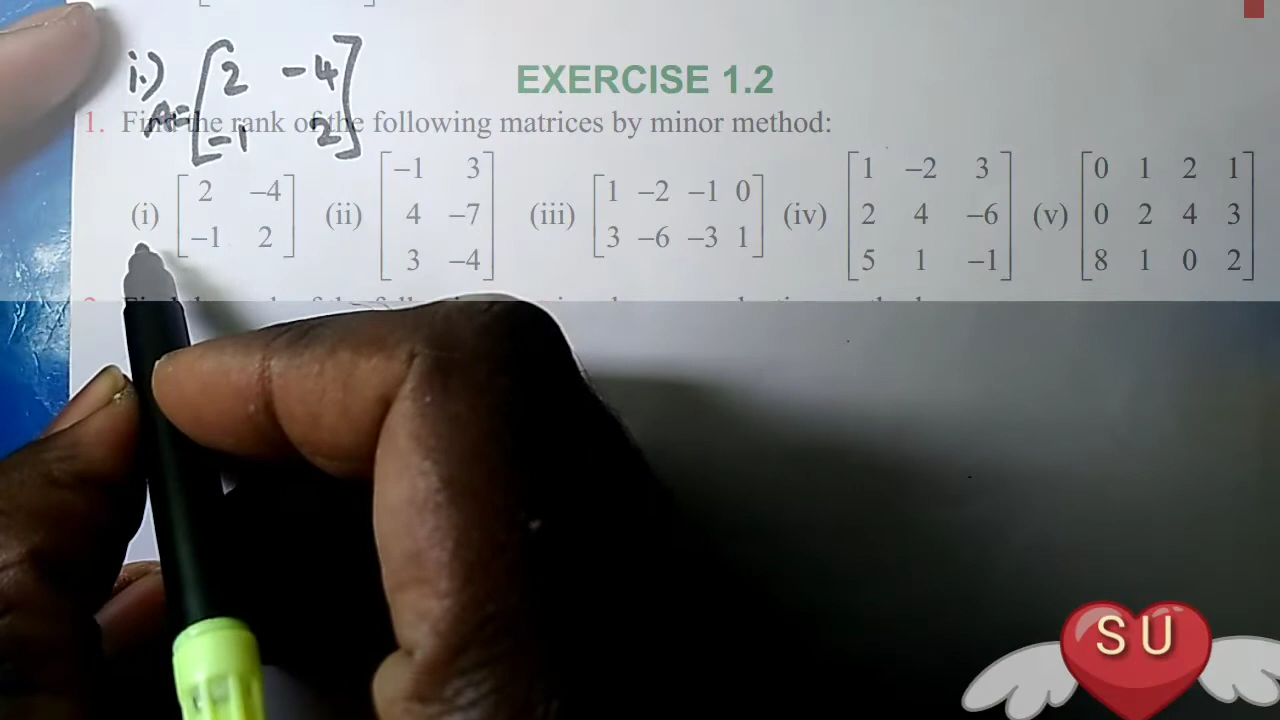 i.)
A = [2 -4
-1 2]
EXERCISE 1.2
1. Find the rank of the following matrices by minor method:
(i) [2 −4
−1 2] (ii) [−1 3
4 −7
3 −4] (iii) [1 −2 −1 0
3 −6 −3 1] (iv) [1 −2 3
2 4 −6
5 1 −1] (v) [0 1 2 1
0 2 4 3
8 1 0 2]
SU